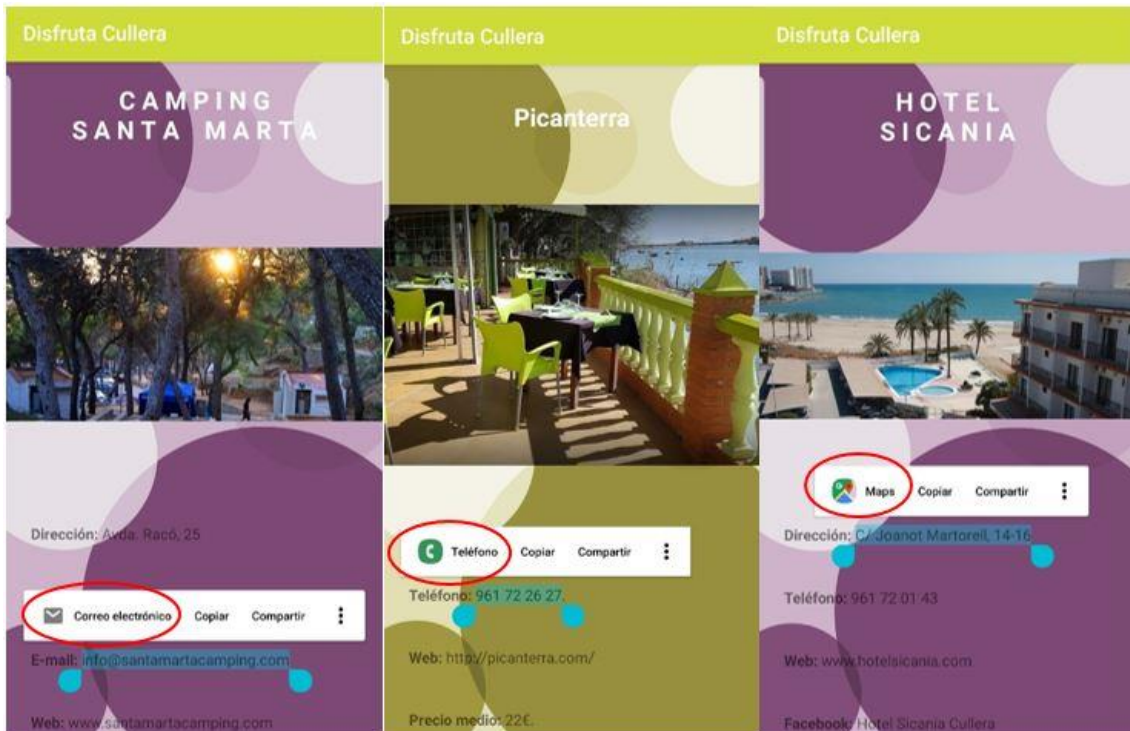 Disfruta Cullera
CAMPING
SANTA MARTA
Dirección: Avda. Racó, 25
Correo electrónico Copiar Compartir
E-mail: info@santamartacamping.com
Web: www.santamartacamping.com
Disfruta Cullera
Picanterra
Teléfono Copiar Compartir
Teléfono: 961 72 26 27.
Web: http://picanterra.com/
Precio medio: 22€.
Disfruta Cullera
HOTEL
SICANIA
Maps Copiar Compartir
Dirección: C/ Joanot Martorell, 14-16
Teléfono: 961 72 01 43
Web: www.hotelsicania.com
Facebook: Hotel Sicania Cullera